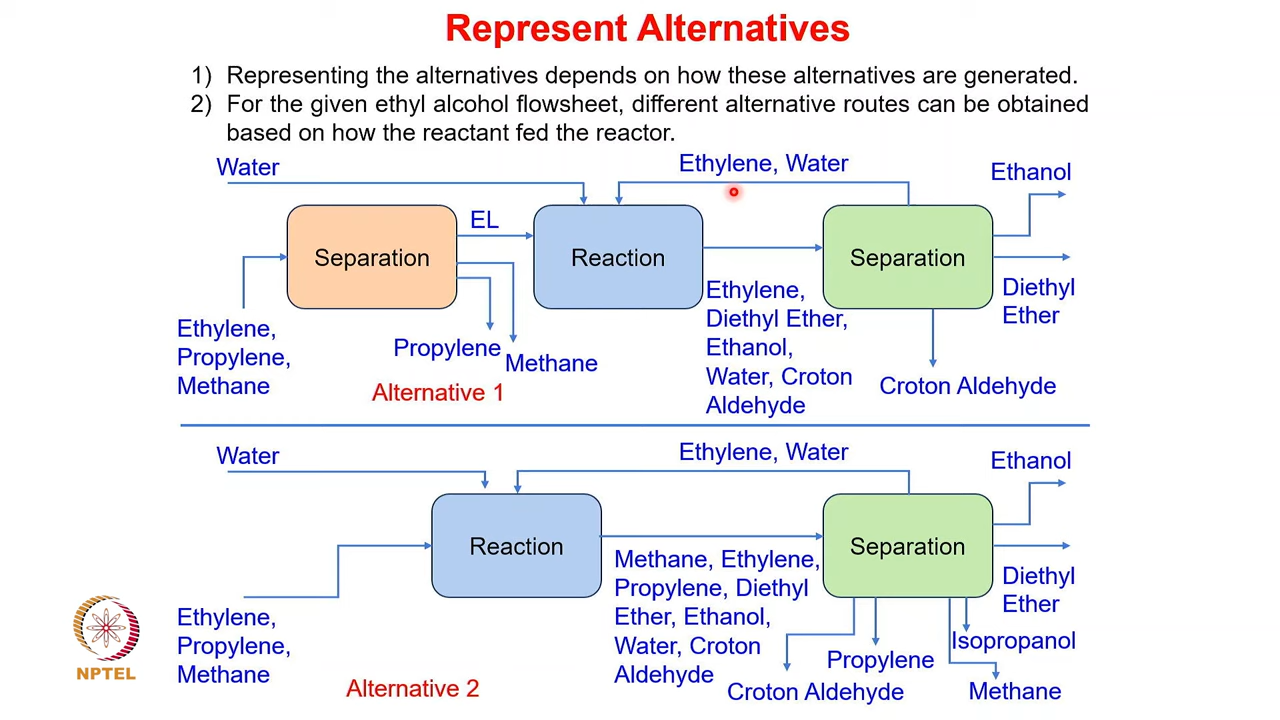 Represent Alternatives
1) Representing the alternatives depends on how these alternatives are generated.
2) For the given ethyl alcohol flowsheet, different alternative routes can be obtained
based on how the reactant fed the reactor.
Water
Ethylene, Water
Ethanol
EL
Separation
Reaction
Separation
Diethyl
Ether
Ethylene,
Propylene,
Methane
Propylene
Methane
Ethylene,
Diethyl Ether,
Ethanol,
Water, Croton
Aldehyde
Croton Aldehyde
Alternative 1
Water
Ethylene, Water
Ethanol
Reaction
Separation
Methane, Ethylene,
Propylene, Diethyl
Ether, Ethanol,
Water, Croton
Aldehyde
Diethyl
Ether
Ethylene,
Propylene,
Methane
Isopropanol
Propylene
Croton Aldehyde
Methane
Alternative 2
NPTEL